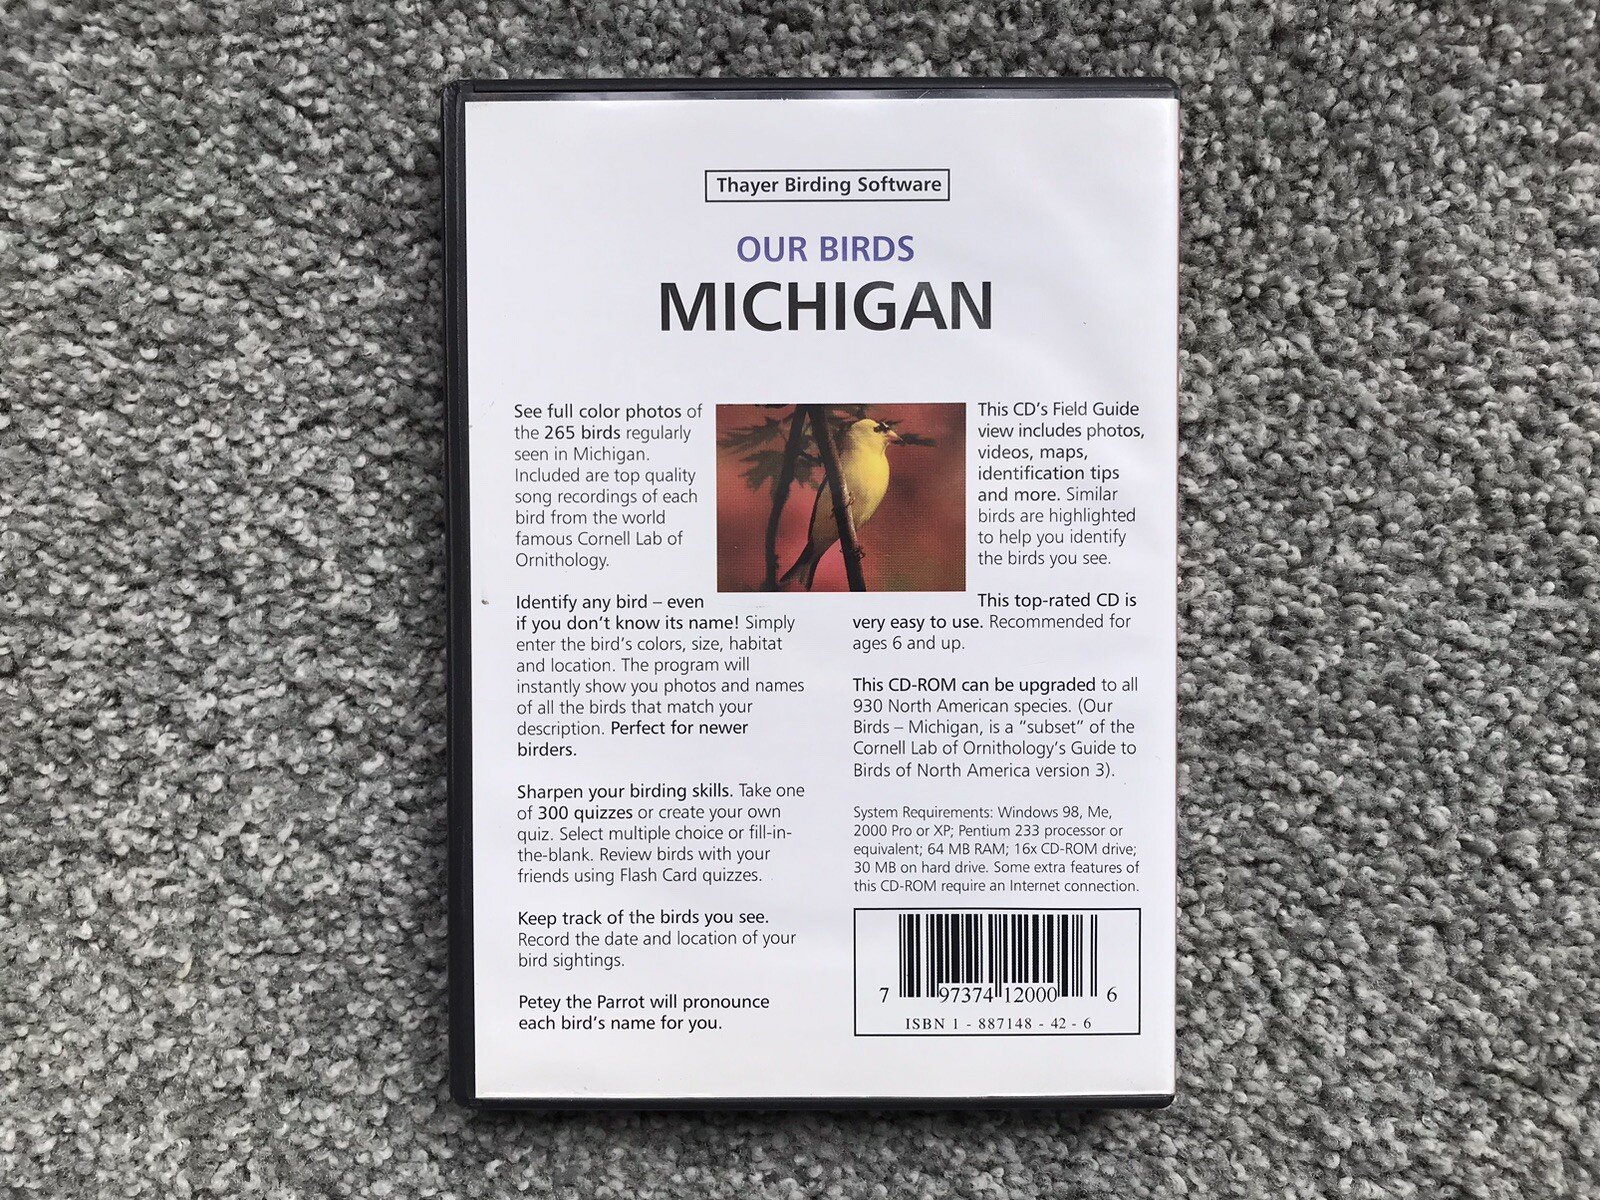 Thayer Birding Software
OUR BIRDS
MICHIGAN
See full color photos of
the 265 birds regularly
seen in Michigan.
Included are top quality
song recordings of each
bird from the world
famous Cornell Lab of
Ornithology.
Identify any bird – even
if you don't know its name! Simply
enter the bird's colors, size, habitat
and location. The program will
instantly show you photos and names
of all the birds that match your
description. Perfect for newer
birders.
Sharpen your birding skills. Take one
of 300 quizzes or create your own
quiz. Select multiple choice or fill-in-
the-blank. Review birds with your
friends using Flash Card quizzes.
Keep track of the birds you see.
Record the date and location of your
bird sightings.
Petey the Parrot will pronounce
each bird's name for you.
This CD's Field Guide
view includes photos,
videos, maps,
identification tips
and more. Similar
birds are highlighted
to help you identify
the birds you see.
This top-rated CD is
very easy to use. Recommended for
ages 6 and up.
This CD-ROM can be upgraded to all
930 North American species. (Our
Birds – Michigan, is a "subset" of the
Cornell Lab of Ornithology's Guide to
Birds of North America version 3).
System Requirements: Windows 98, Me,
2000 Pro or XP; Pentium 233 processor or
equivalent; 64 MB RAM; 16x CD-ROM drive;
30 MB on hard drive. Some extra features of
this CD-ROM require an Internet connection.
7 97374 12000 6
ISBN 1 - 887148 - 42 - 6